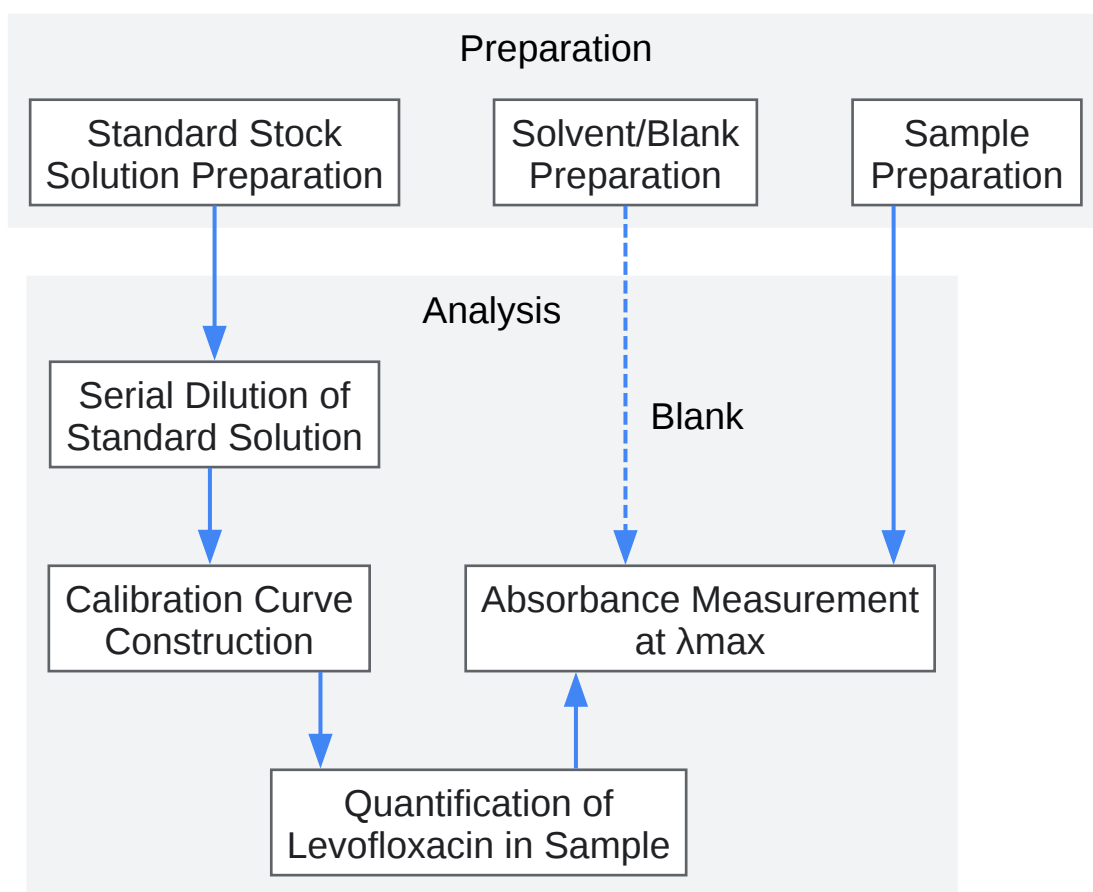 Preparation
Standard Stock
Solution Preparation
Solvent/Blank
Preparation
Sample
Preparation
Analysis
Serial Dilution of
Standard Solution
Blank
Calibration Curve
Construction
Absorbance Measurement
at λmax
Quantification of
Levofloxacin in Sample